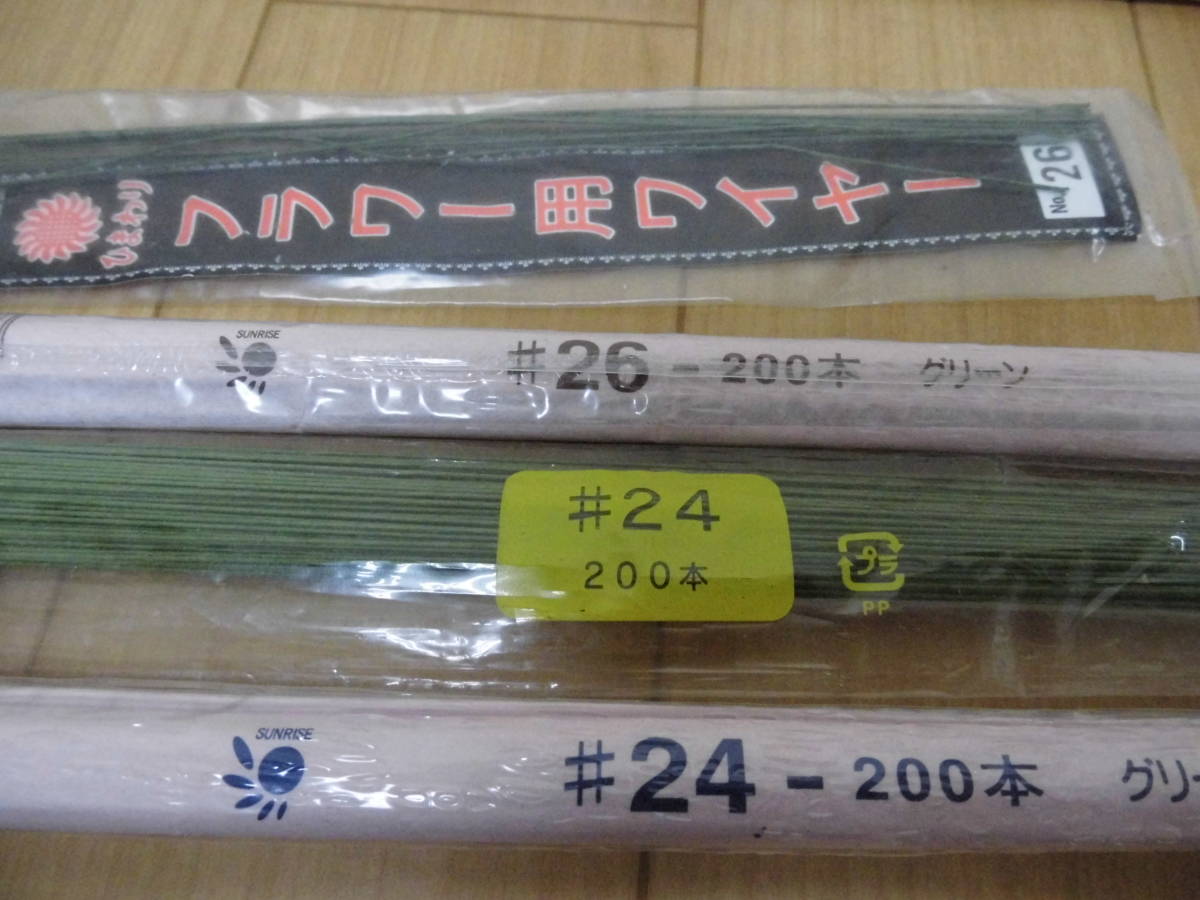 ひまわり フラワー用ワイヤー No. 26
SUNRISE
#26 - 200本 グリーン
#24
200本
プラ
PP
SUNRISE
#24 - 200本 グリー